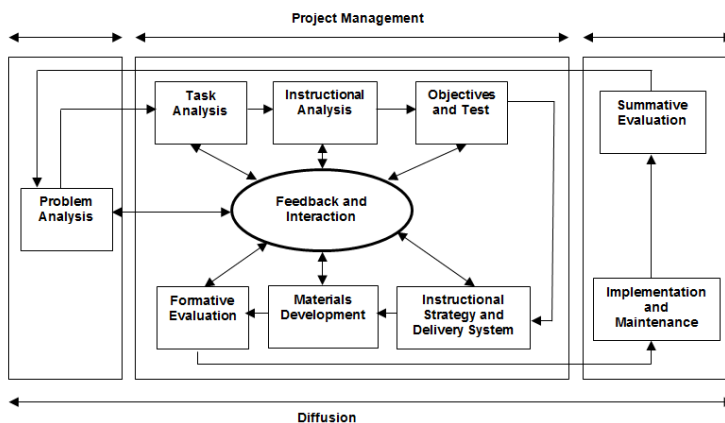 Project Management
Task
Analysis
Instructional
Analysis
Objectives
and Test
Summative
Evaluation
Problem
Analysis
Feedback and
Interaction
Formative
Evaluation
Materials
Development
Instructional
Strategy and
Delivery System
Implementation
and
Maintenance
Diffusion